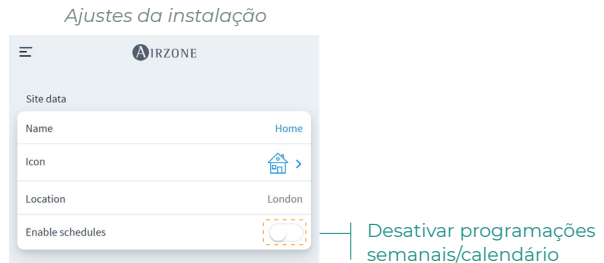 Ajustes da instalação
AIRZONE
Site data
Name Home
Icon
Location London
Enable schedules
Desativar programações
semanais/calendário